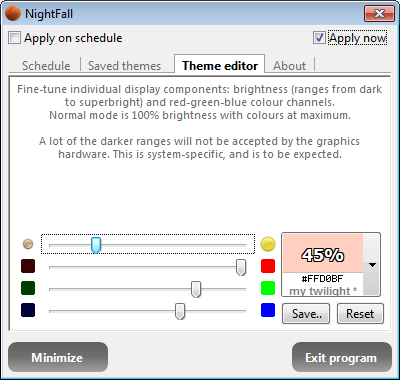 NightFall
Apply on schedule
Apply now
Schedule
Saved themes
Theme editor
About
Fine-tune individual display components: brightness (ranges from dark
to superbright) and red-green-blue colour channels.
Normal mode is 100% brightness with colours at maximum.
A lot of the darker ranges will not be accepted by the graphics
hardware. This is system-specific, and is to be expected.
45%
#FFD0BF
my twilight *
Save..
Reset
Minimize
Exit program